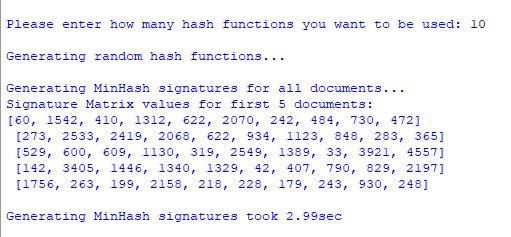 Please enter how many hash functions you want to be used: 10
Generating random hash functions...
Generating MinHash signatures for all documents...
Signature Matrix values for first 5 documents:
[60, 1542, 410, 1312, 622, 2070, 242, 484, 730, 472]
[273, 2533, 2419, 2068, 622, 934, 1123, 848, 283, 365]
[529, 600, 609, 1130, 319, 2549, 1389, 33, 3921, 4557]
[142, 3405, 1446, 1340, 1329, 42, 407, 790, 829, 2197]
[1756, 263, 199, 2158, 218, 228, 179, 243, 930, 248]
Generating MinHash signatures took 2.99sec